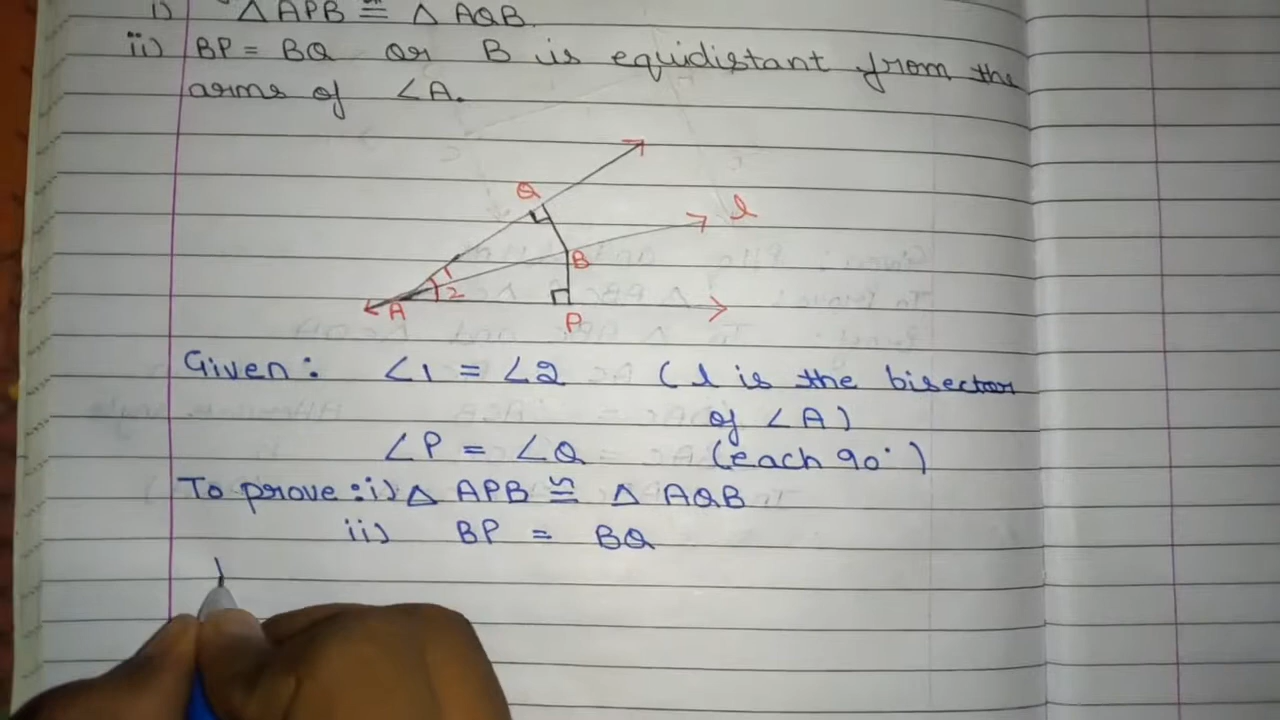 i) △ APB ≅ △ AQB.
ii) BP = BQ or B is equidistant from the
arms of ∠A.
Q
l
B
1
2
A
P
Given : ∠1 = ∠2 (l is the bisector
of ∠A)
∠P = ∠Q (each 90°)
To prove : i) △ APB ≅ △ AQB
ii) BP = BQ